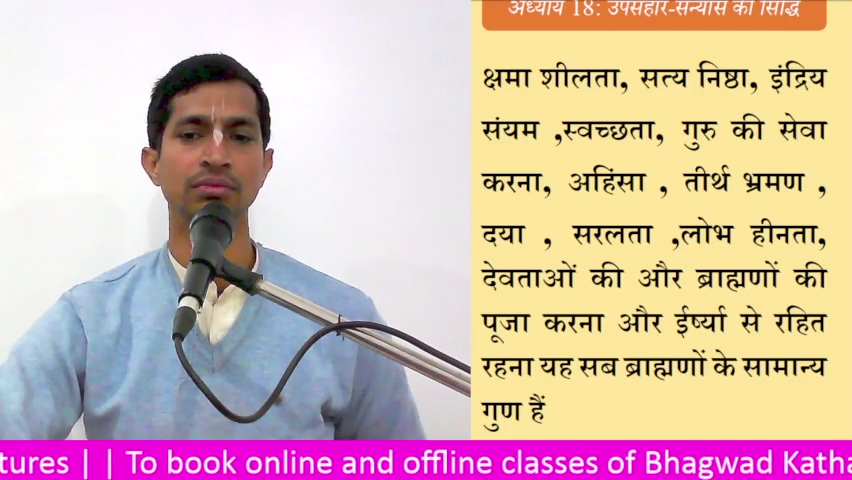 अध्याय 18: उपसंहार-सन्यास की सिद्धि
क्षमा शीलता, सत्य निष्ठा, इंद्रिय
संयम ,स्वच्छता, गुरु की सेवा
करना, अहिंसा , तीर्थ भ्रमण ,
दया , सरलता ,लोभ हीनता,
देवताओं की और ब्राह्मणों की
पूजा करना और ईर्ष्या से रहित
रहना यह सब ब्राह्मणों के सामान्य
गुण हैं
tures | | To book online and offline classes of Bhagwad Katha